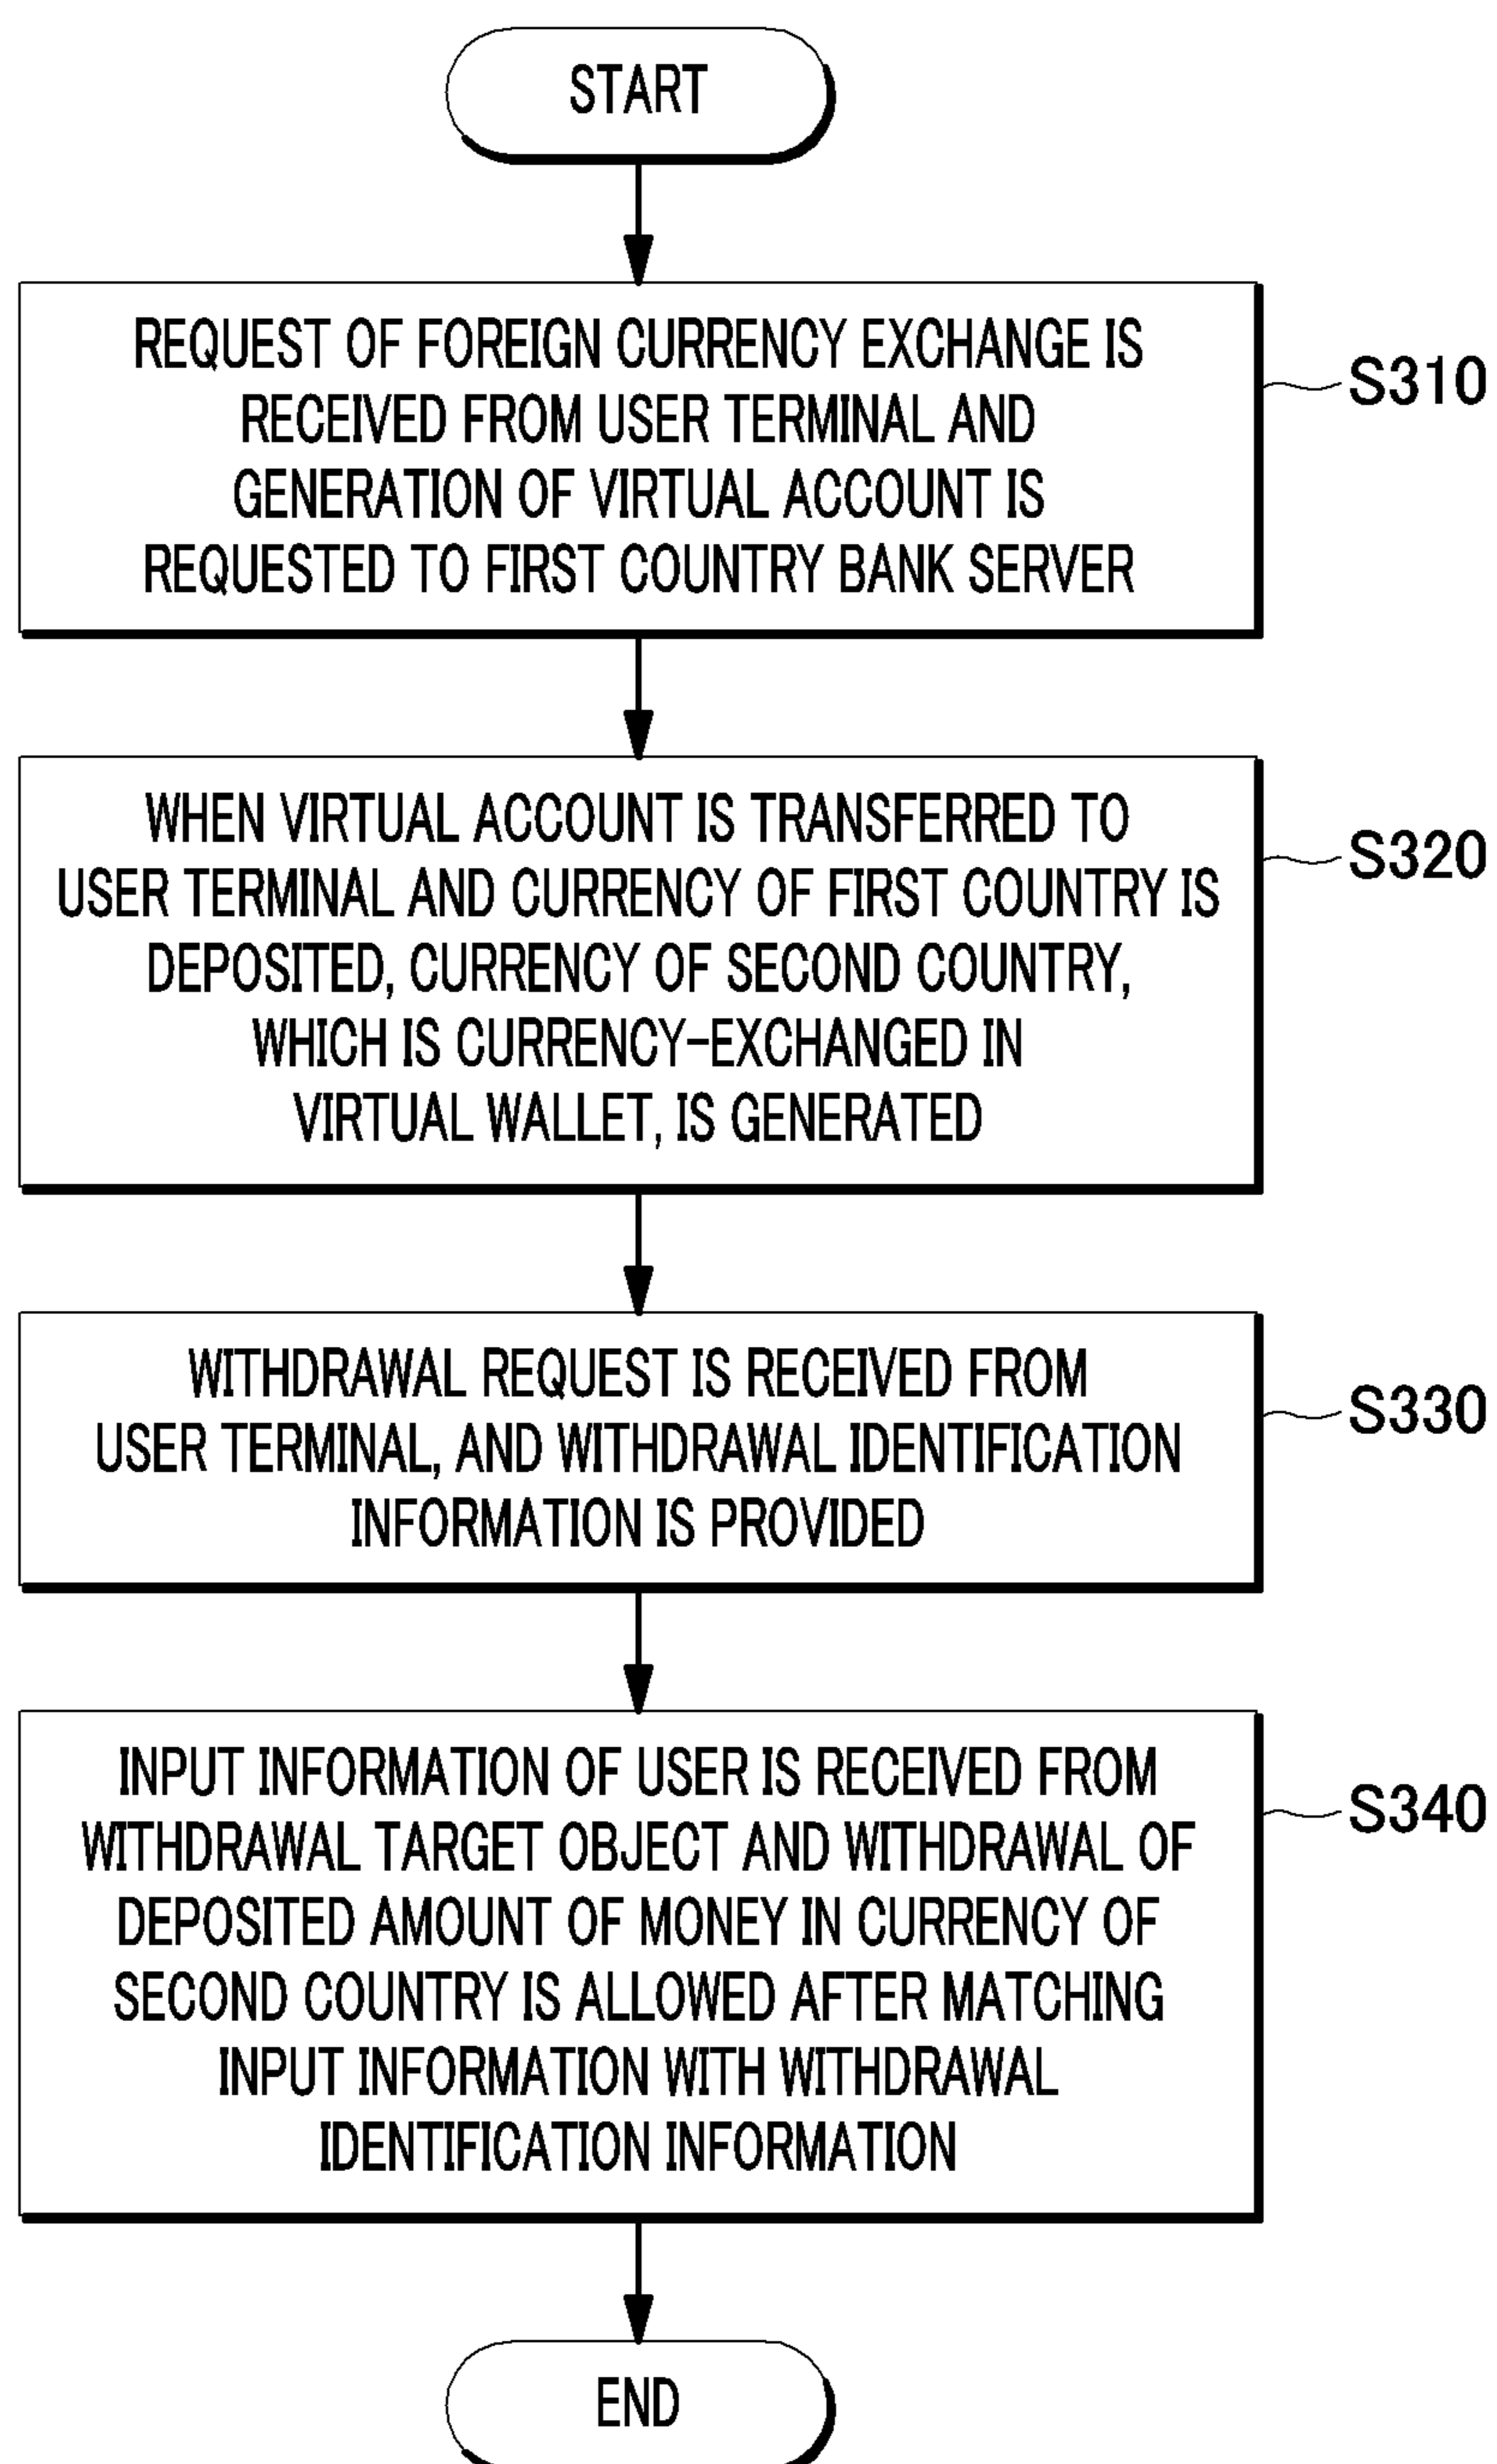 START
REQUEST OF FOREIGN CURRENCY EXCHANGE IS
RECEIVED FROM USER TERMINAL AND
GENERATION OF VIRTUAL ACCOUNT IS
REQUESTED TO FIRST COUNTRY BANK SERVER
S310
WHEN VIRTUAL ACCOUNT IS TRANSFERRED TO
USER TERMINAL AND CURRENCY OF FIRST COUNTRY IS
DEPOSITED, CURRENCY OF SECOND COUNTRY,
WHICH IS CURRENCY-EXCHANGED IN
VIRTUAL WALLET, IS GENERATED
S320
WITHDRAWAL REQUEST IS RECEIVED FROM
USER TERMINAL, AND WITHDRAWAL IDENTIFICATION
INFORMATION IS PROVIDED
S330
INPUT INFORMATION OF USER IS RECEIVED FROM
WITHDRAWAL TARGET OBJECT AND WITHDRAWAL OF
DEPOSITED AMOUNT OF MONEY IN CURRENCY OF
SECOND COUNTRY IS ALLOWED AFTER MATCHING
INPUT INFORMATION WITH WITHDRAWAL
IDENTIFICATION INFORMATION
S340
END